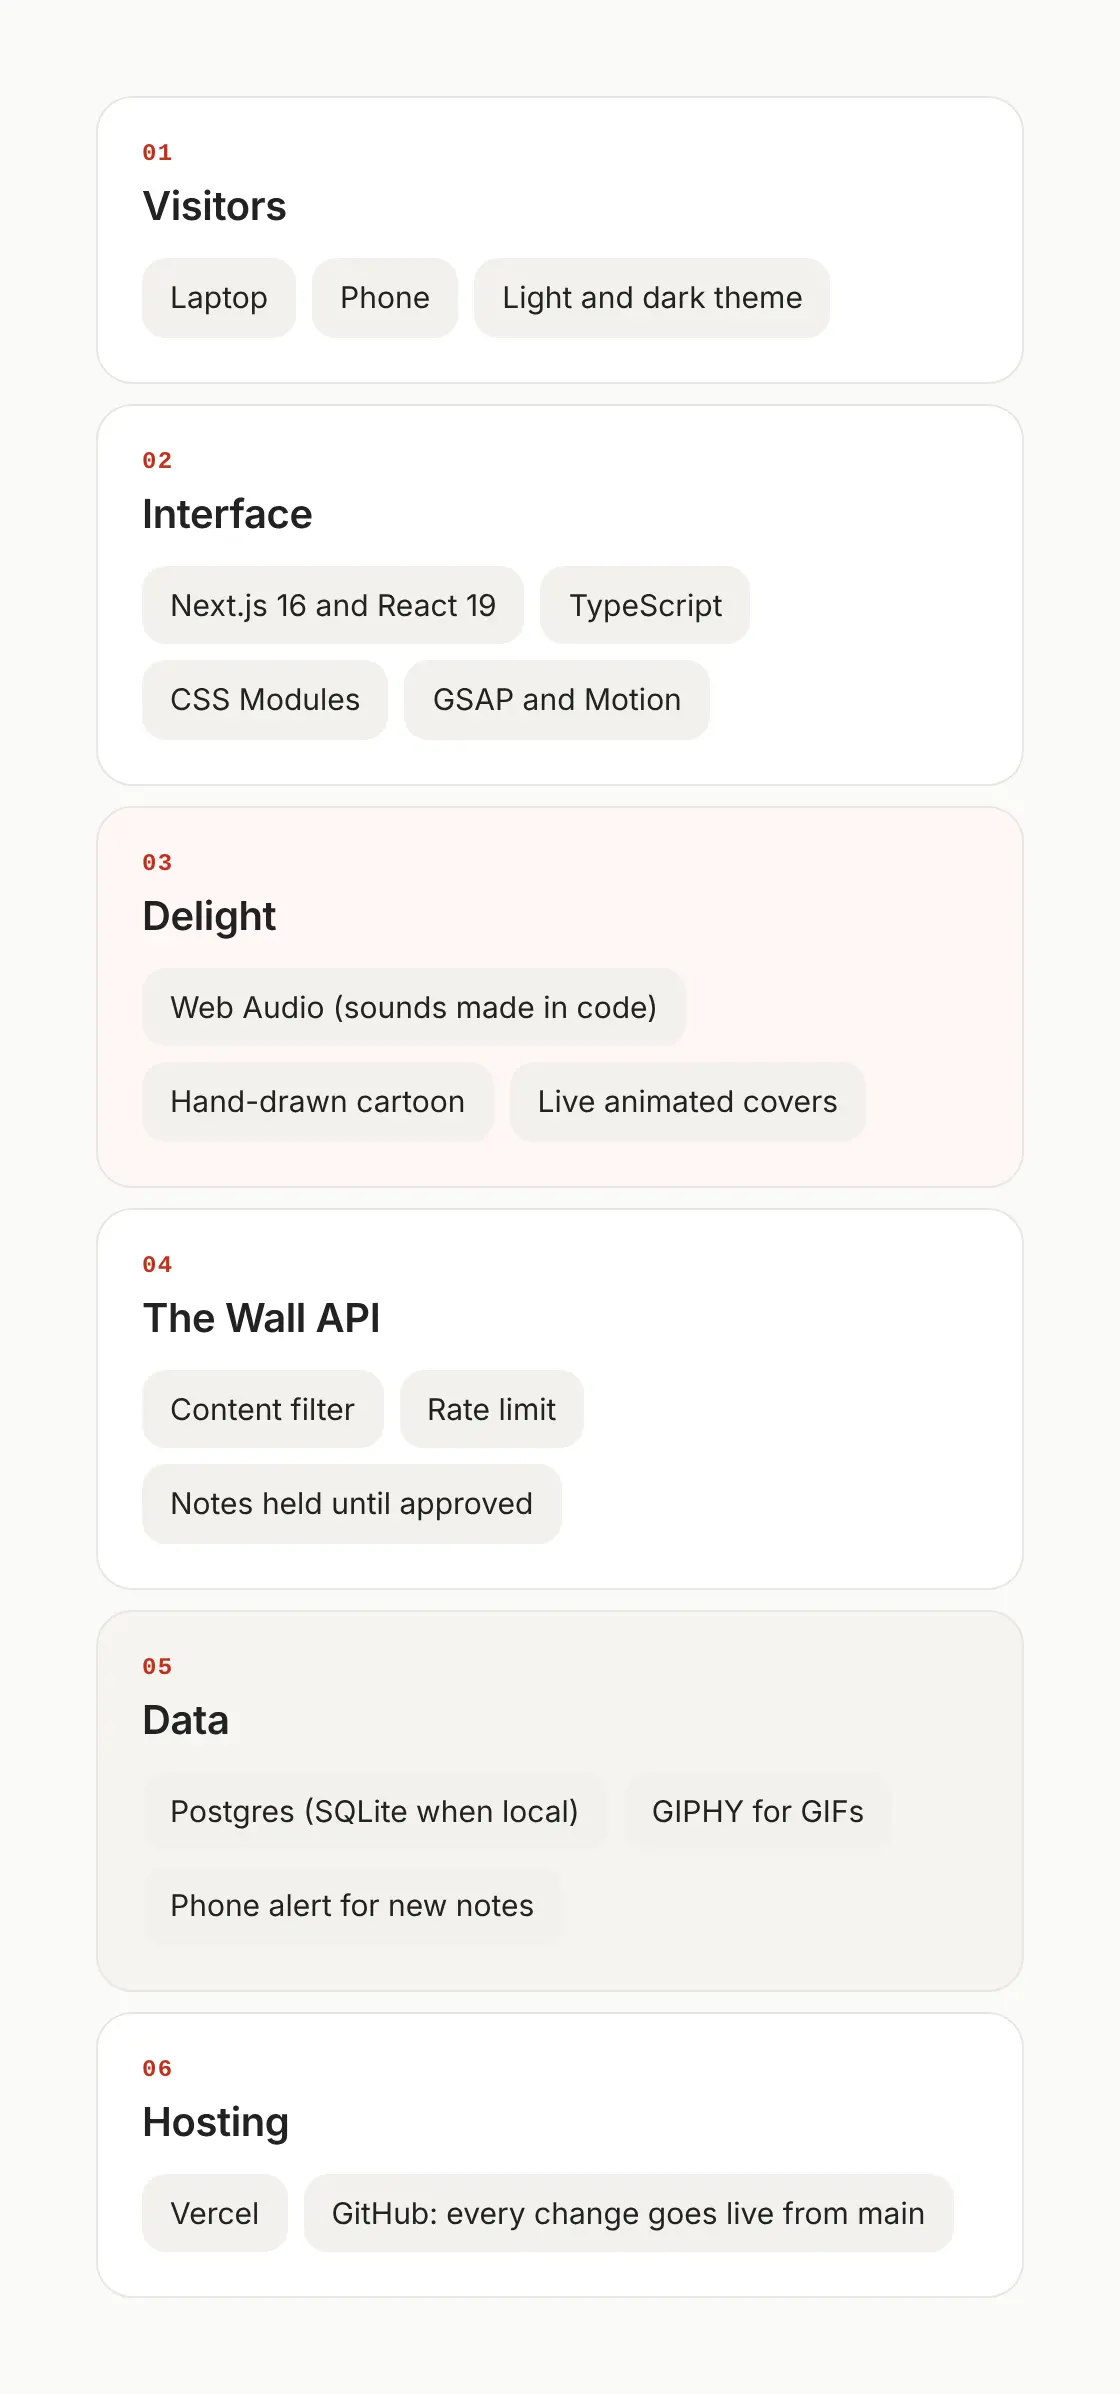 01
Visitors
Laptop Phone Light and dark theme
02
Interface
Next.js 16 and React 19 TypeScript
CSS Modules GSAP and Motion
03
Delight
Web Audio (sounds made in code)
Hand-drawn cartoon Live animated covers
04
The Wall API
Content filter Rate limit
Notes held until approved
05
Data
Postgres (SQLite when local) GIPHY for GIFs
Phone alert for new notes
06
Hosting
Vercel GitHub: every change goes live from main